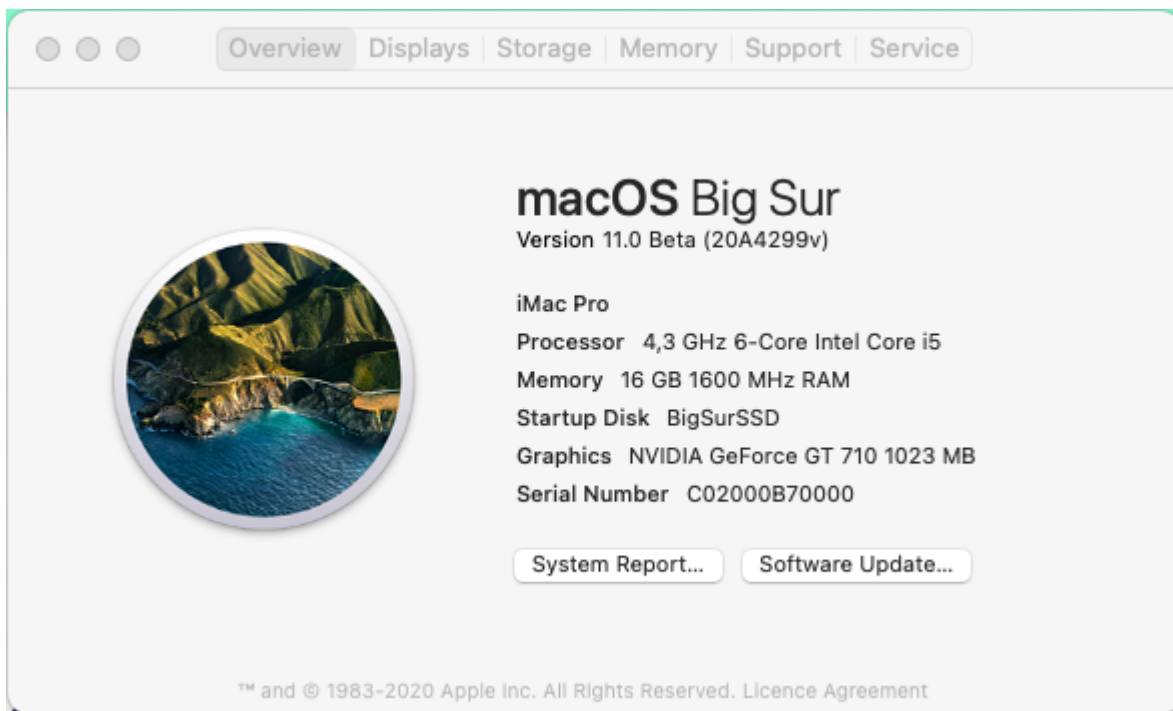 Overview Displays Storage Memory Support Service
macOS Big Sur
Version 11.0 Beta (20A4299v)
iMac Pro
Processor 4,3 GHz 6-Core Intel Core i5
Memory 16 GB 1600 MHz RAM
Startup Disk BigSurSSD
Graphics NVIDIA GeForce GT 710 1023 MB
Serial Number C02000B70000
System Report... Software Update...
™ and © 1983-2020 Apple Inc. All Rights Reserved. Licence Agreement